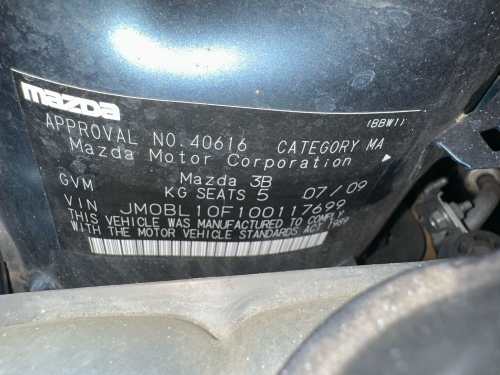 mazda
(BBW1)
APPROVAL NO.40616 CATEGORY MA
Mazda Motor Corporation
Mazda 3B
GVM KG SEATS 5 07/09
VIN JM0BL10F100117699
THIS VEHICLE WAS MANUFACTURED TO COMPLY
WITH THE MOTOR VEHICLE STANDARDS ACT 1989